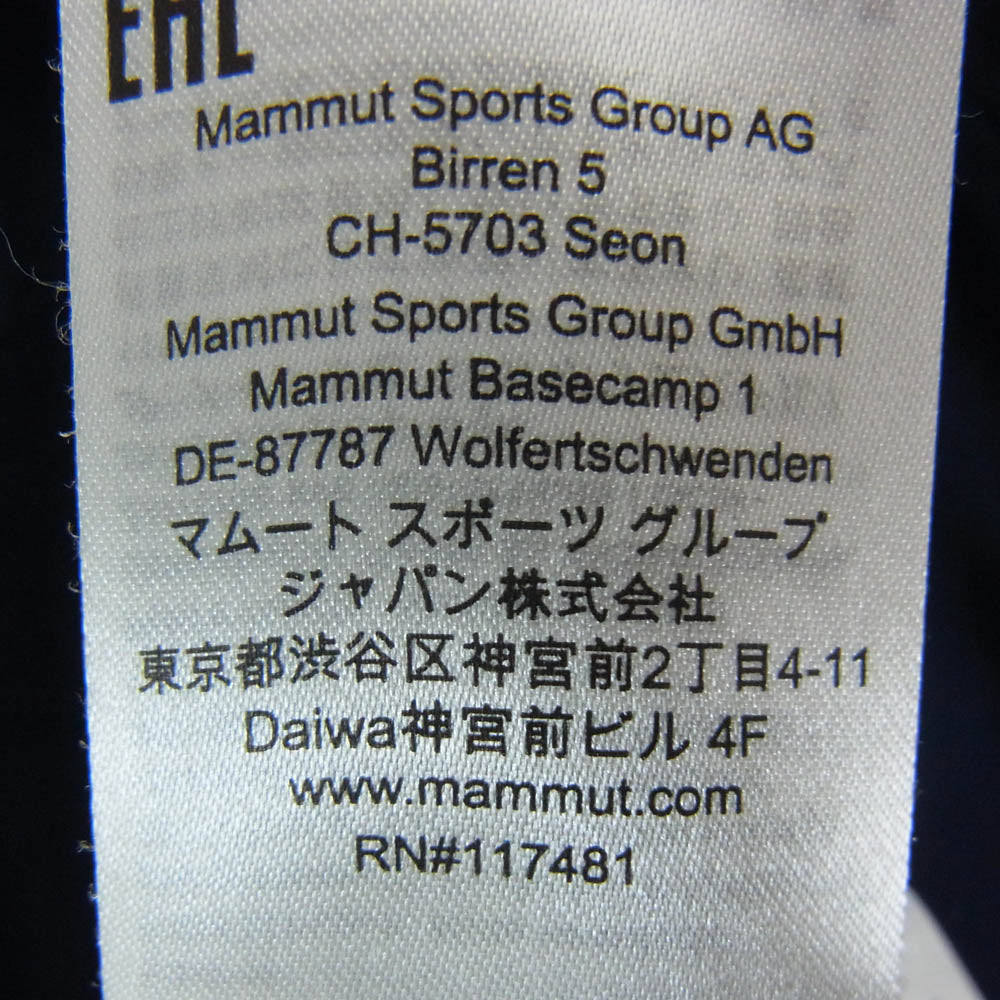 EAC
Mammut Sports Group AG
Birren 5
CH-5703 Seon
Mammut Sports Group GmbH
Mammut Basecamp 1
DE-87787 Wolfertschwenden
マムート スポーツ グループ
ジャパン株式会社
東京都渋谷区神宮前2丁目4-11
Daiwa神宮前ビル 4F
www.mammut.com
RN#117481